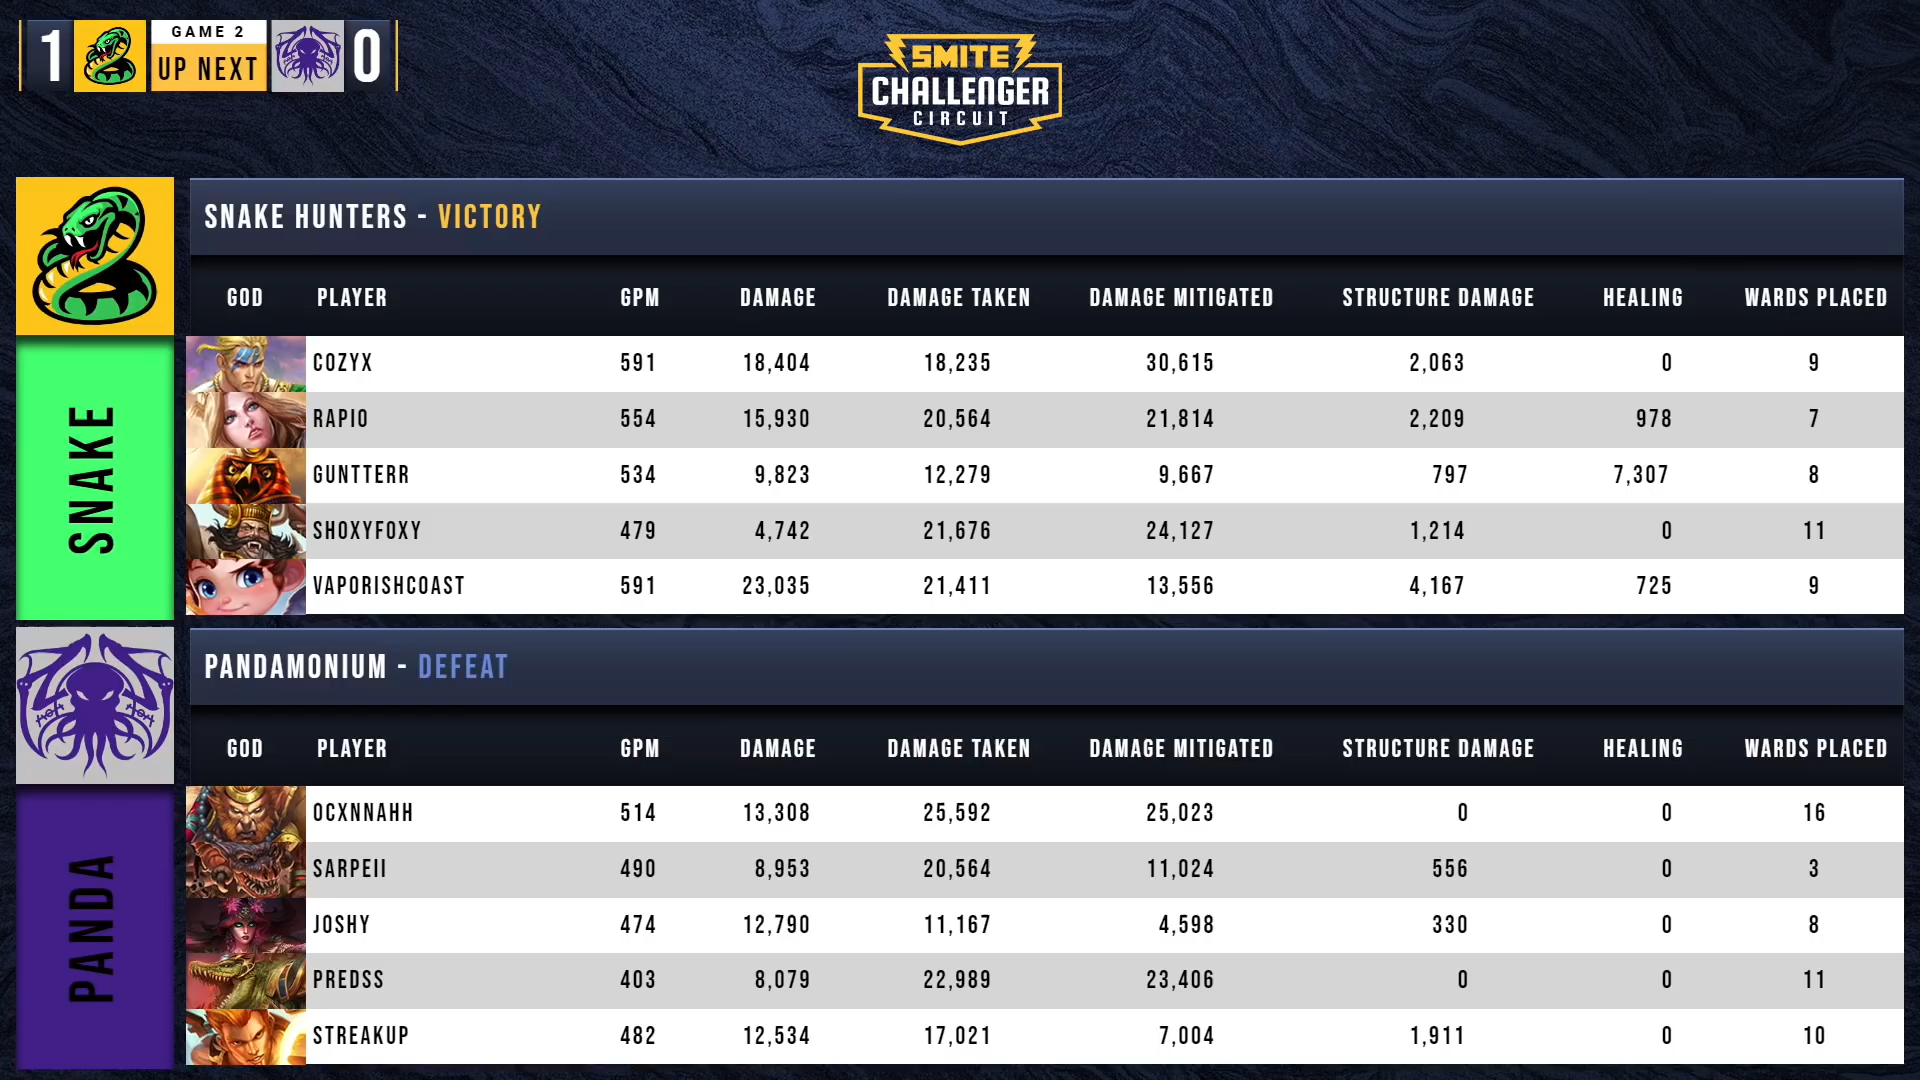 1 GAME 2 0
UP NEXT
SMITE
CHALLENGER
CIRCUIT
SNAKE HUNTERS - VICTORY
GOD PLAYER GPM DAMAGE DAMAGE TAKEN DAMAGE MITIGATED STRUCTURE DAMAGE HEALING WARDS PLACED
COZYX 591 18,404 18,235 30,615 2,063 0 9
RAPIO 554 15,930 20,564 21,814 2,209 978 7
GUNTTERR 534 9,823 12,279 9,667 797 7,307 8
SHOXYFOXY 479 4,742 21,676 24,127 1,214 0 11
VAPORISHCOAST 591 23,035 21,411 13,556 4,167 725 9
SNAKE
PANDAMONIUM - DEFEAT
GOD PLAYER GPM DAMAGE DAMAGE TAKEN DAMAGE MITIGATED STRUCTURE DAMAGE HEALING WARDS PLACED
OCXNNAHH 514 13,308 25,592 25,023 0 0 16
SARPEII 490 8,953 20,564 11,024 556 0 3
JOSHY 474 12,790 11,167 4,598 330 0 8
PREDSS 403 8,079 22,989 23,406 0 0 11
STREAKUP 482 12,534 17,021 7,004 1,911 0 10
PANDA